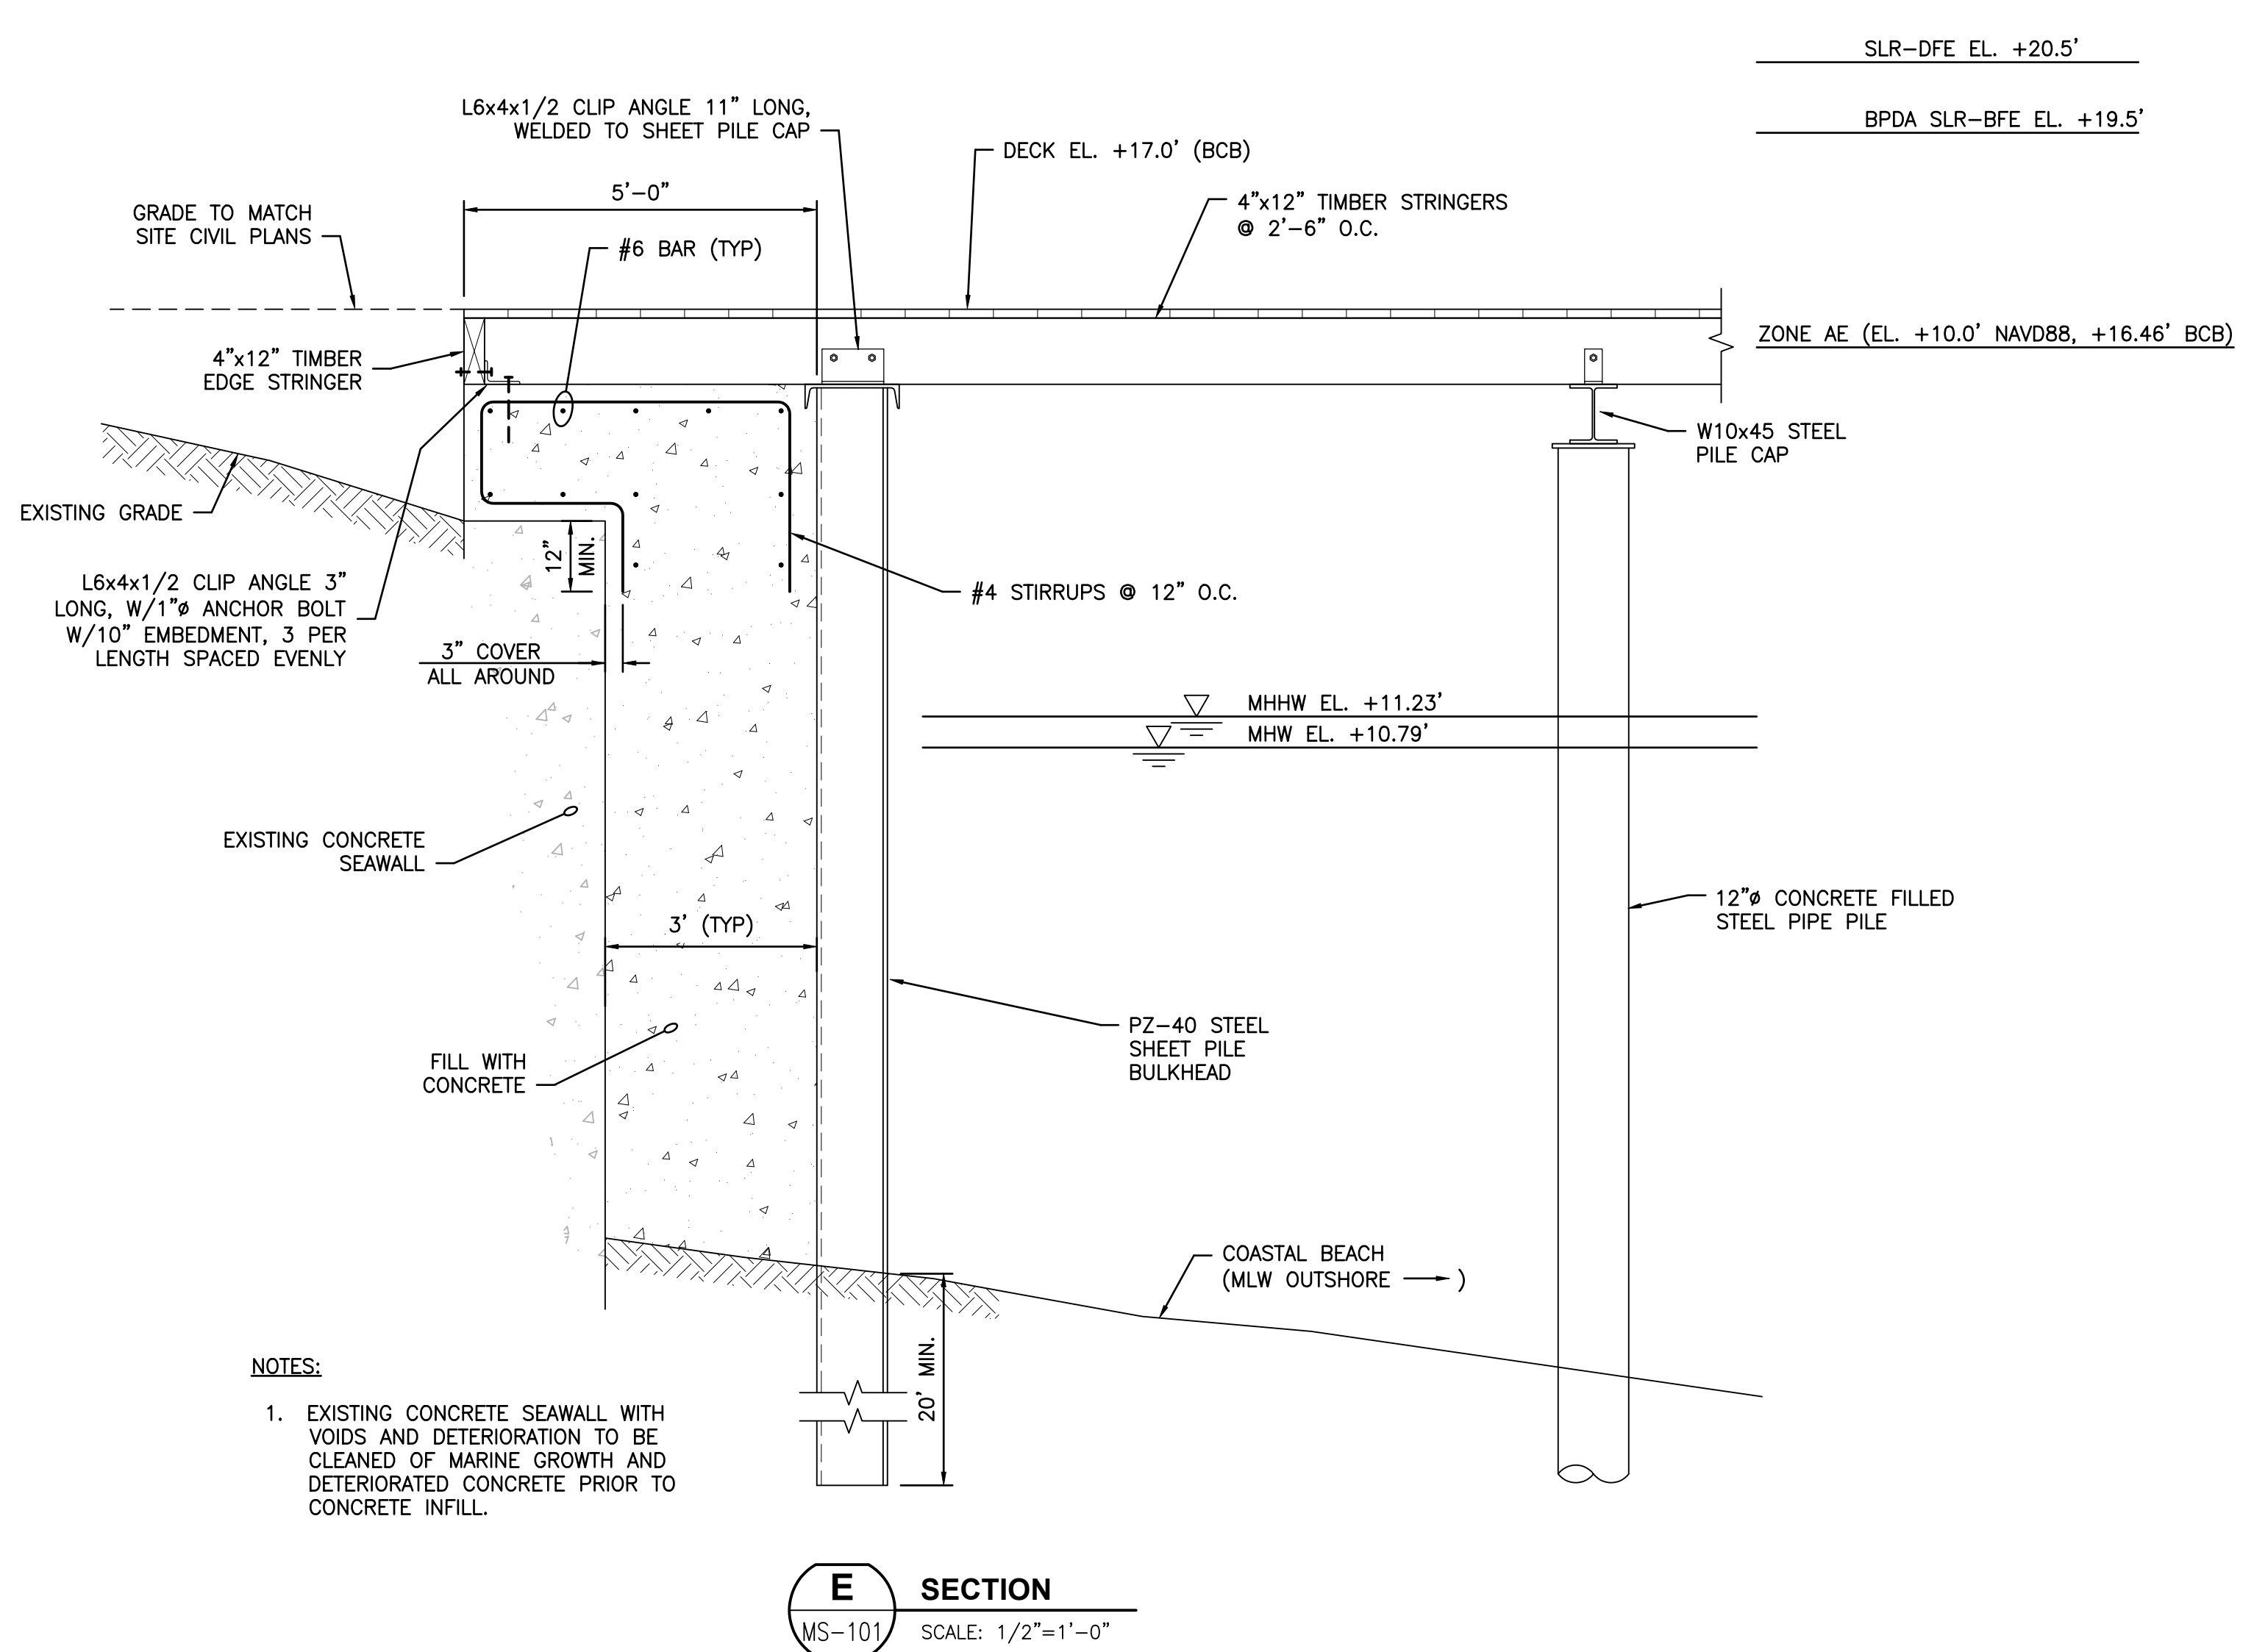 SLR-DFE EL. +20.5'
BPDA SLR-BFE EL. +19.5'
L6x4x1/2 CLIP ANGLE 11" LONG,
WELDED TO SHEET PILE CAP
DECK EL. +17.0' (BCB)
5'-0"
4"x12" TIMBER STRINGERS
@ 2'-6" O.C.
GRADE TO MATCH
SITE CIVIL PLANS
#6 BAR (TYP)
ZONE AE (EL. +10.0' NAVD88, +16.46' BCB)
4"x12" TIMBER
EDGE STRINGER
W10x45 STEEL
PILE CAP
EXISTING GRADE
12"
MIN.
L6x4x1/2 CLIP ANGLE 3"
LONG, W/1"ø ANCHOR BOLT
W/10" EMBEDMENT, 3 PER
LENGTH SPACED EVENLY
#4 STIRRUPS @ 12" O.C.
3" COVER
ALL AROUND
MHHW EL. +11.23'
MHW EL. +10.79'
EXISTING CONCRETE
SEAWALL
12"ø CONCRETE FILLED
STEEL PIPE PILE
3' (TYP)
PZ-40 STEEL
SHEET PILE
BULKHEAD
FILL WITH
CONCRETE
COASTAL BEACH
(MLW OUTSHORE → )
20' MIN.
NOTES:
1. EXISTING CONCRETE SEAWALL WITH
VOIDS AND DETERIORATION TO BE
CLEANED OF MARINE GROWTH AND
DETERIORATED CONCRETE PRIOR TO
CONCRETE INFILL.
E
MS-101
SECTION
SCALE: 1/2"=1'-0"